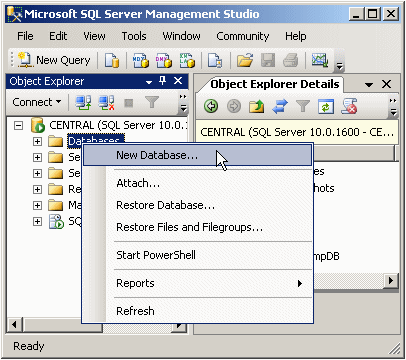 Microsoft SQL Server Management Studio
File Edit View Tools Window Community Help
New Query
Object Explorer
Object Explorer Details
Connect
CENTRAL (SQL Server 10.0.1
CENTRAL (SQL Server 10.0.1600 - CE...
Databases
New Database...
Attach...
Restore Database...
Restore Files and Filegroups...
Start PowerShell
Reports
Refresh
Se
Se
Re
Ma
SQ
es
hots
mpDB
Ready